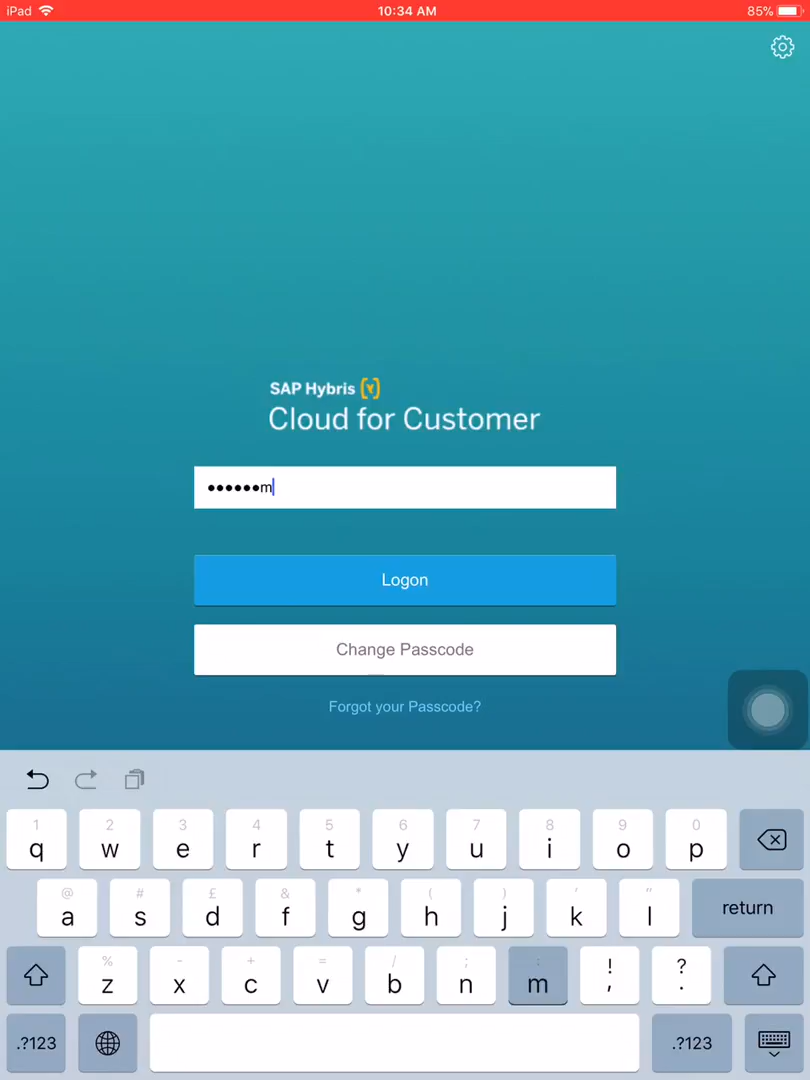 iPad 10:34 AM 85%
SAP Hybris [Y]
Cloud for Customer
●●●●●●m
Logon
Change Passcode
Forgot your Passcode?
1 2 3 4 5 6 7 8 9 0
q w e r t y u i o p
@ # £ & * ( ) ' "
a s d f g h j k l return
% - + = / ; :
z x c v b n m ! , ? .
.?123 .?123